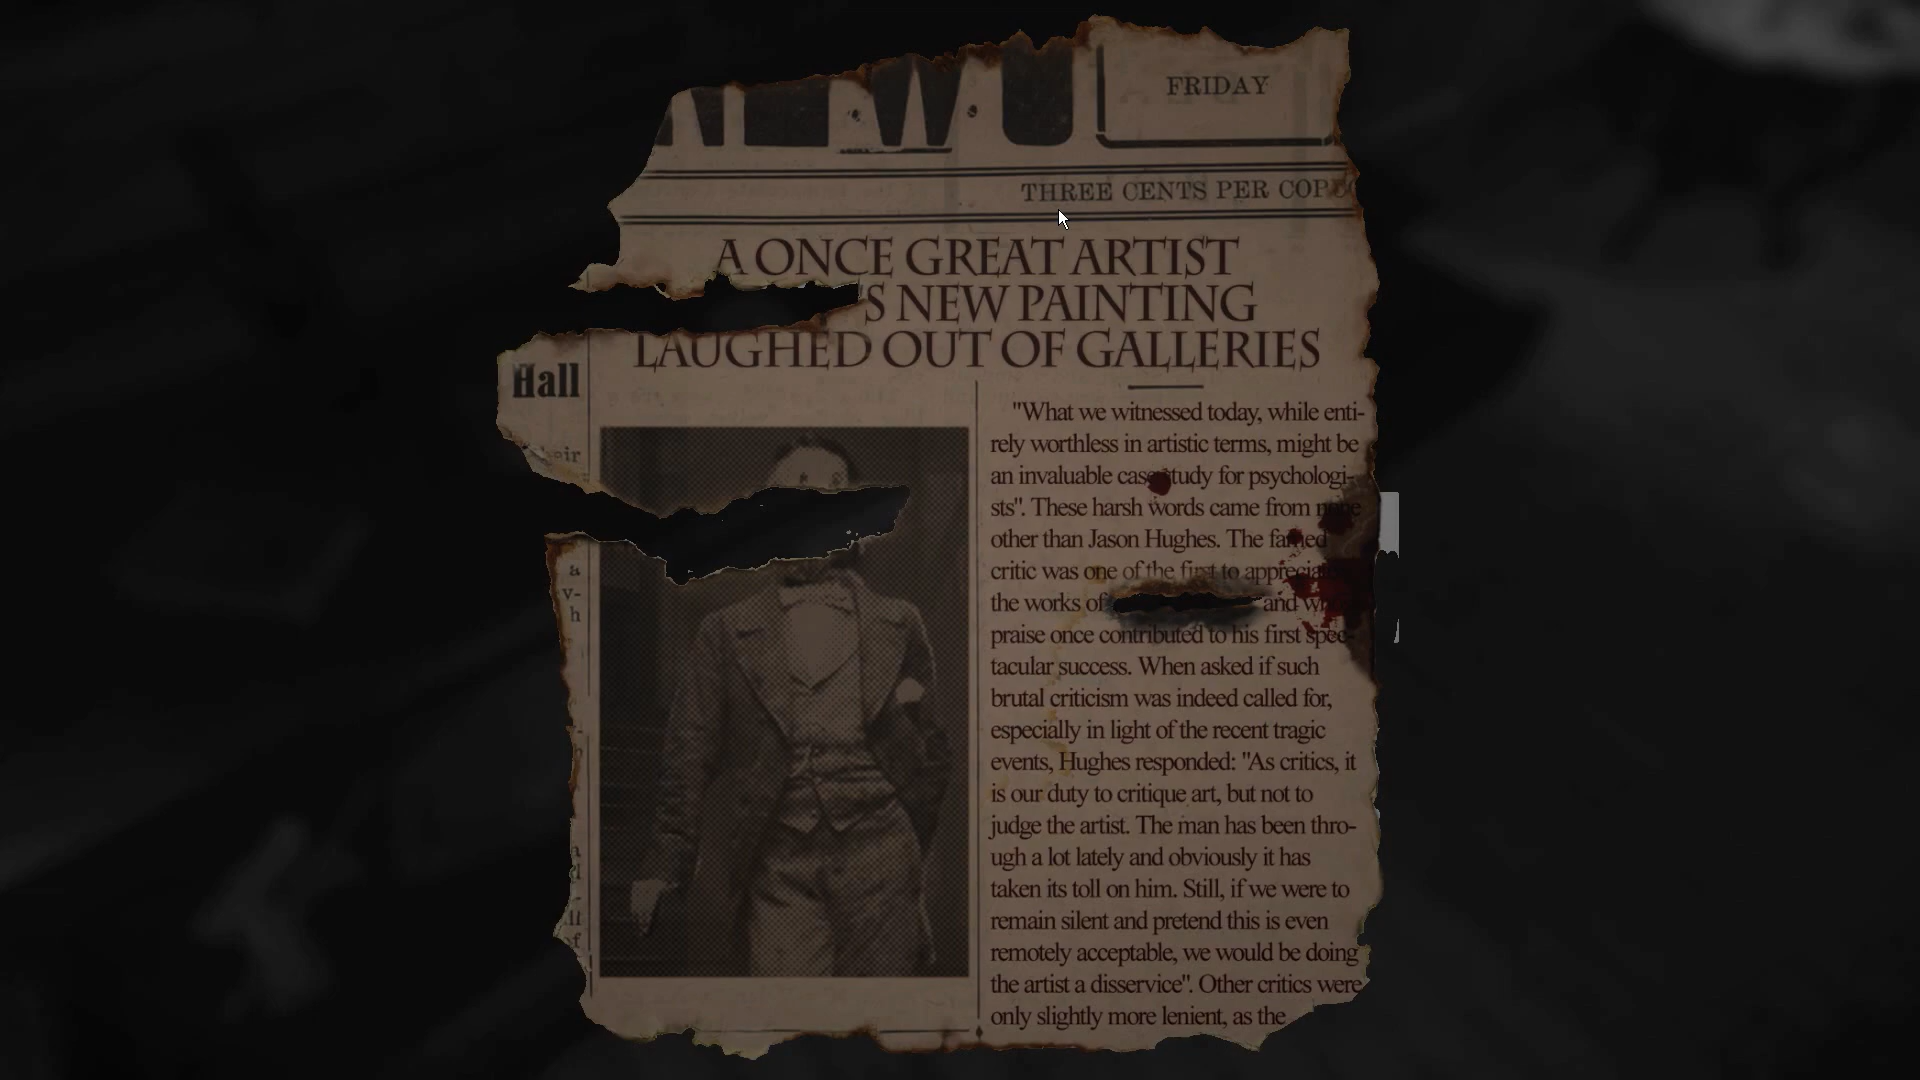 FRIDAY
THREE CENTS PER COPY
A ONCE GREAT ARTIST
'S NEW PAINTING
LAUGHED OUT OF GALLERIES
Hall
"What we witnessed today, while enti-
rely worthless in artistic terms, might be
an invaluable case study for psychologi-
sts". These harsh words came from none
other than Jason Hughes. The famed
critic was one of the first to appreciate
the works of and whose
praise once contributed to his first spec-
tacular success. When asked if such
brutal criticism was indeed called for,
especially in light of the recent tragic
events, Hughes responded: "As critics, it
is our duty to critique art, but not to
judge the artist. The man has been thro-
ugh a lot lately and obviously it has
taken its toll on him. Still, if we were to
remain silent and pretend this is even
remotely acceptable, we would be doing
the artist a disservice". Other critics were
only slightly more lenient, as the